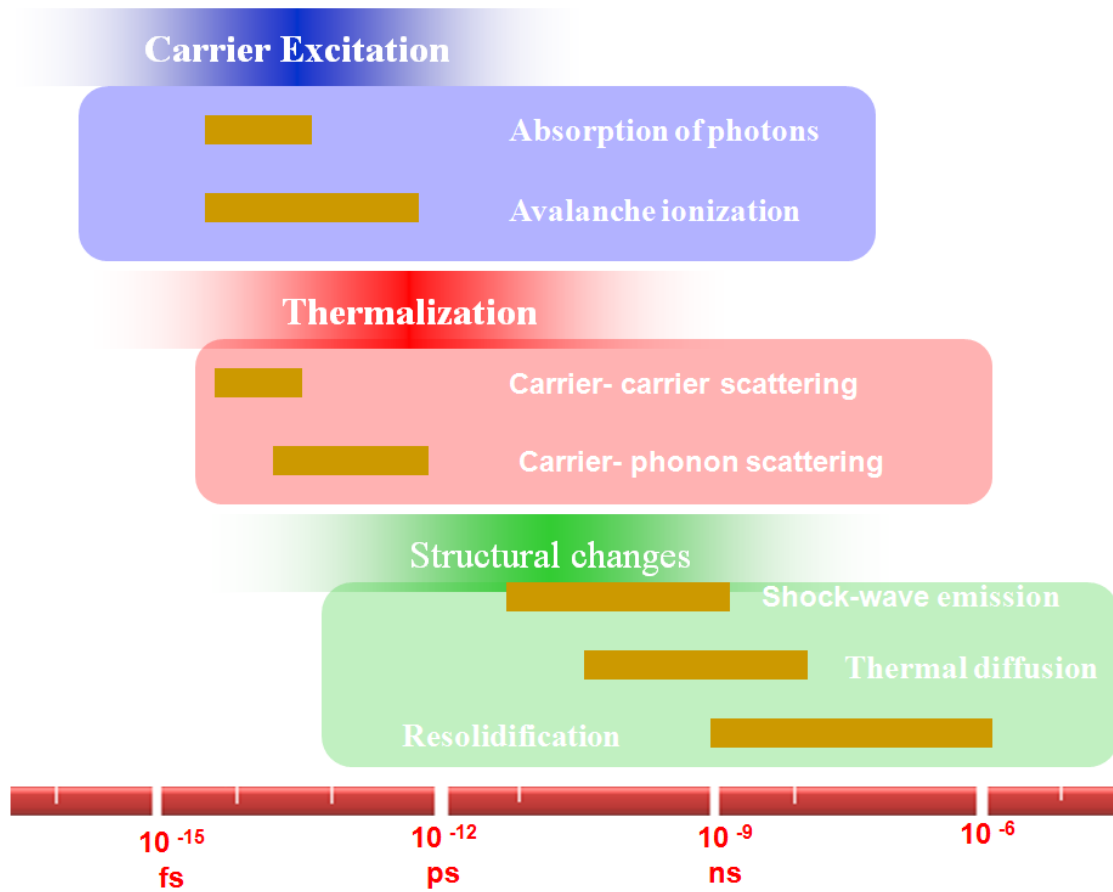 Carrier Excitation
Absorption of photons
Avalanche ionization
Thermalization
Carrier- carrier scattering
Carrier- phonon scattering
Structural changes
Shock-wave emission
Thermal diffusion
Resolidification
10 -15 10 -12 10 -9 10 -6
fs ps ns